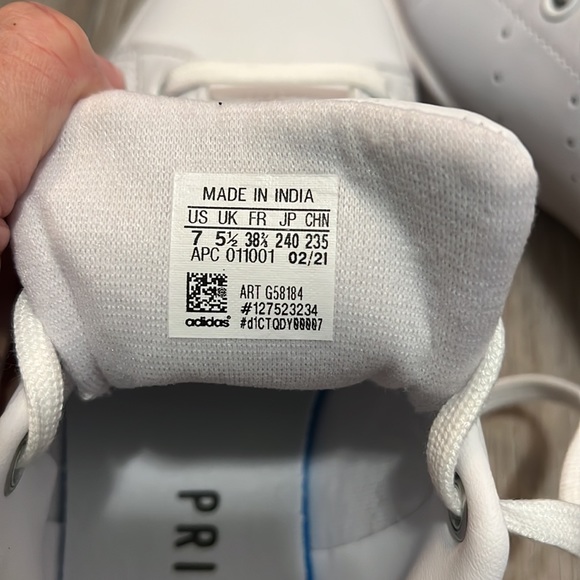 MADE IN INDIA
US UK FR JP CHN
7 5½ 38⅔ 240 235
APC 011001 02/21
ART G58184
#127523234
adidas® #d1CTQDY00007
PRI